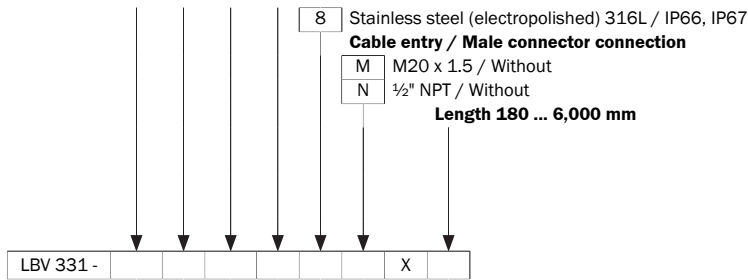 8 Stainless steel (electropolished) 316L / IP66, IP67
Cable entry / Male connector connection
M M20 x 1.5 / Without
N ½" NPT / Without
Length 180 ... 6,000 mm
LBV 331 - X